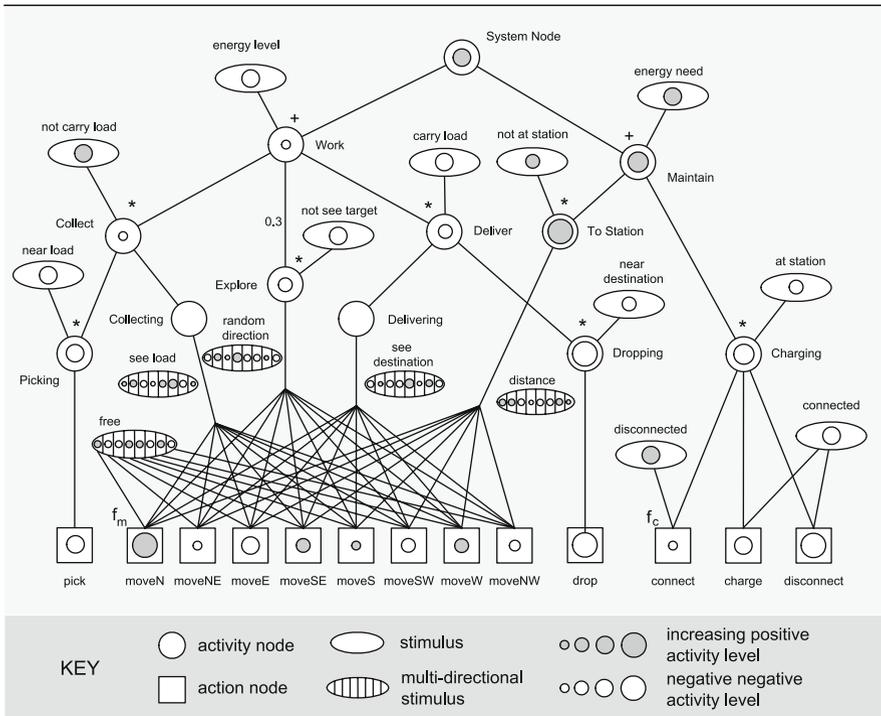 System Node
energy level
energy need
+
+
not carry load
carry load
not at station
Work
Maintain
*
*
*
Collect
0.3
not see target
Deliver
To Station
near load
*
near destination
at station
Explore
*
Collecting
random direction
Delivering
*
*
Picking
see load
see destination
Dropping
Charging
distance
free
disconnected
connected
fm
fc
pick
moveN
moveNE
moveE
moveSE
moveS
moveSW
moveW
moveNW
drop
connect
charge
disconnect
KEY
activity node
stimulus
increasing positive
activity level
action node
multi-directional
stimulus
negative negative
activity level